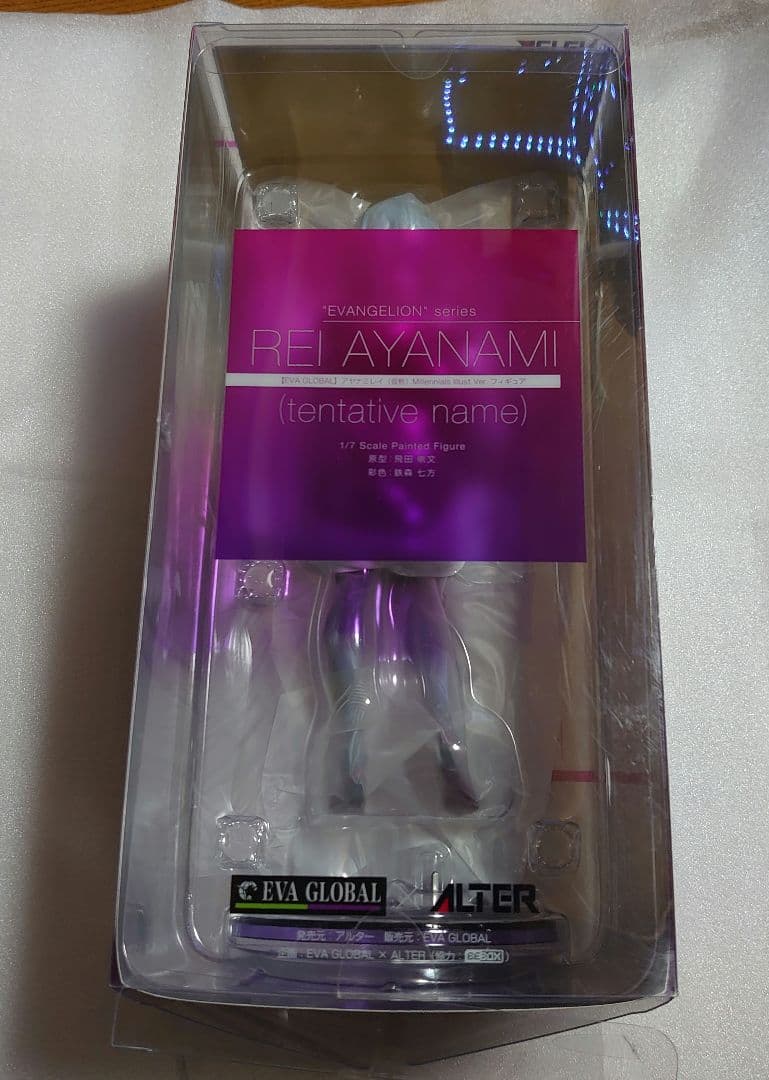 "EVANGELION" series
REI AYANAMI
【EVA GLOBAL】アヤナミレイ（仮称）Millennials Illust Ver. フィギュア
(tentative name)
1/7 Scale Painted Figure
原型：飛田 崇文
彩色：鉄森 七方
EVA GLOBAL × ALTER
発売元：アルター 販売元：EVA GLOBAL
企画：EVA GLOBAL × ALTER（協力：）